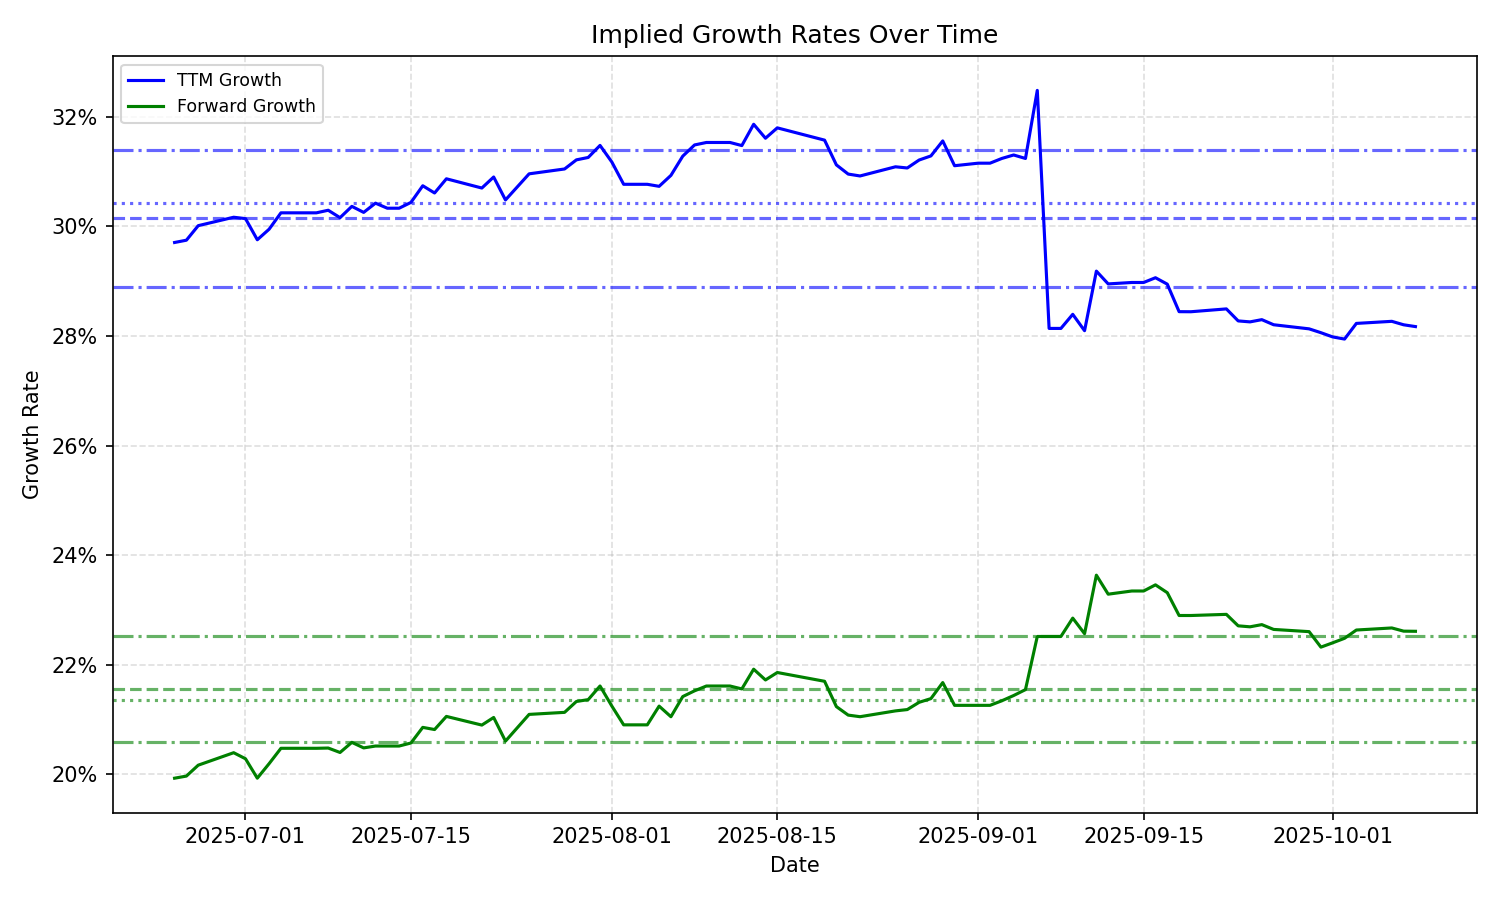 Implied Growth Rates Over Time
TTM Growth
Forward Growth
32%
30%
28%
26%
24%
22%
20%
Growth Rate
2025-07-01
2025-07-15
2025-08-01
2025-08-15
2025-09-01
2025-09-15
2025-10-01
Date